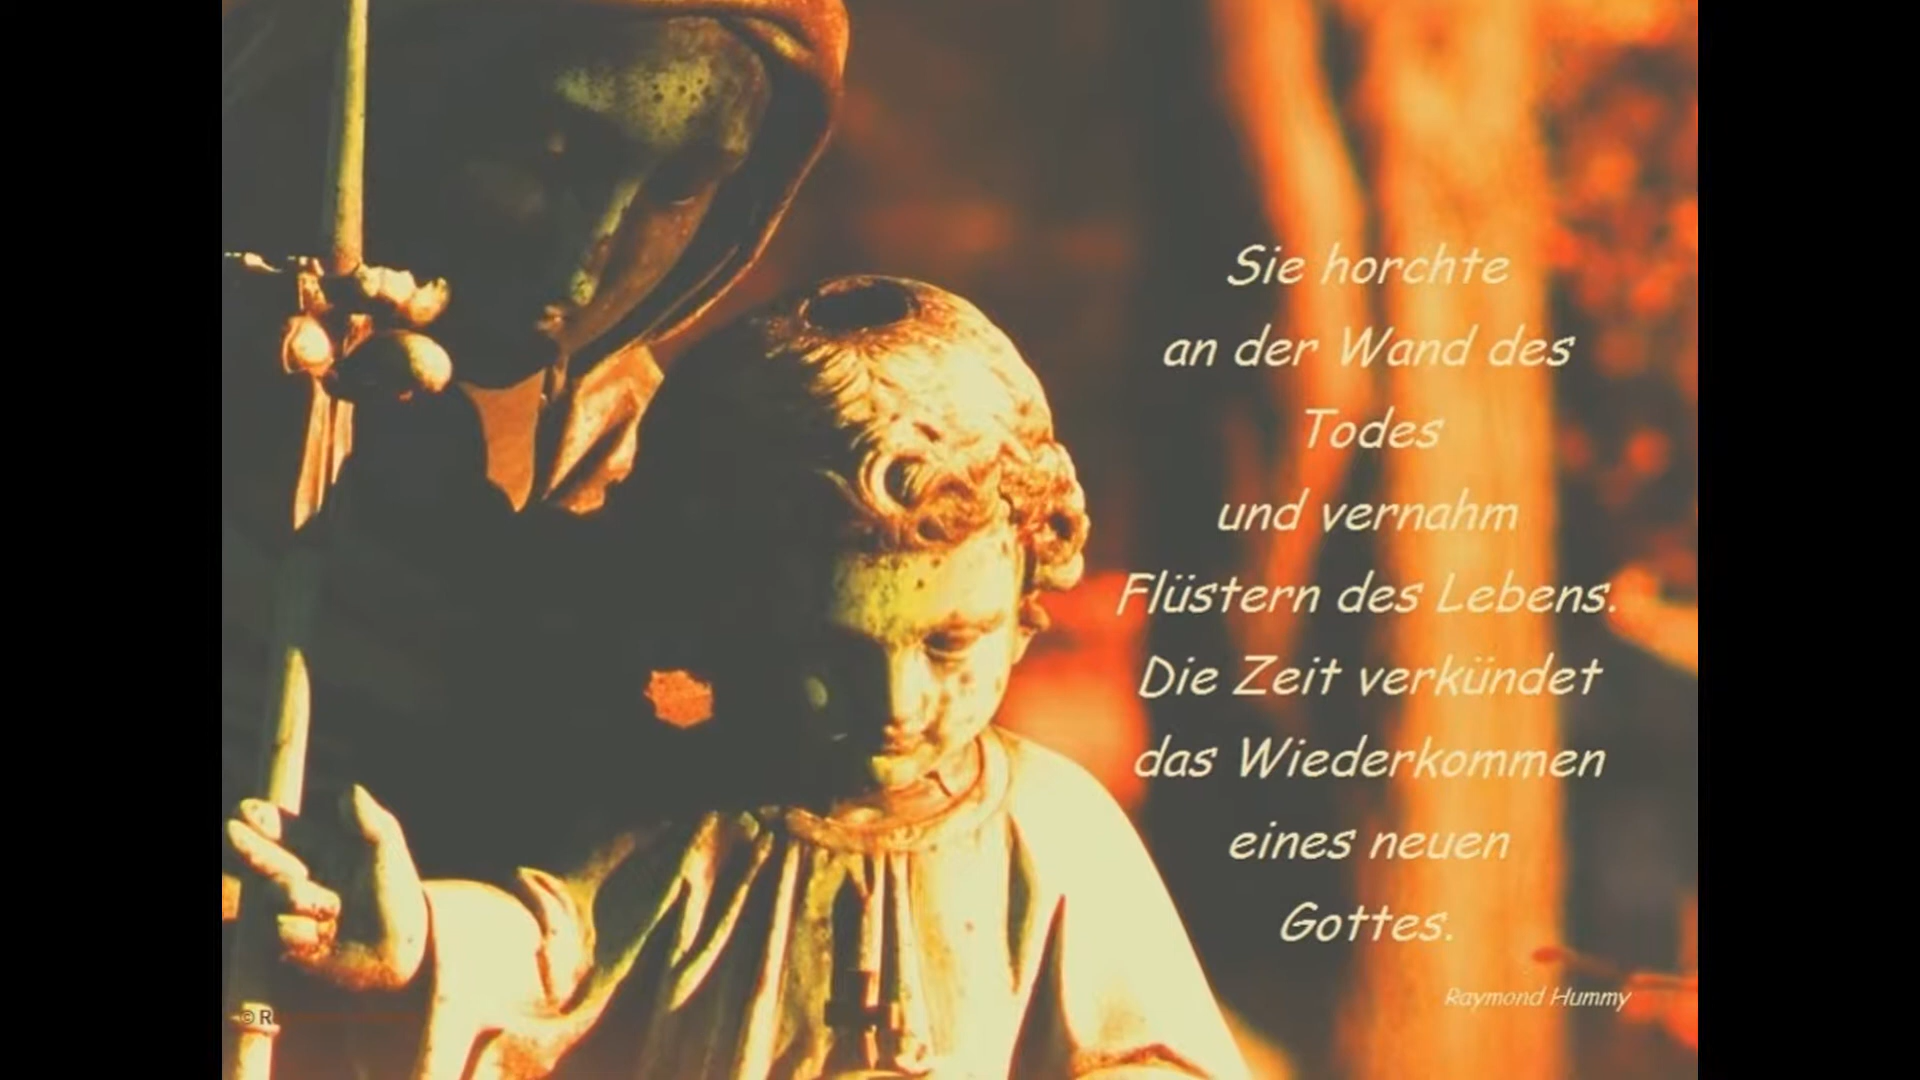 Sie horchte
an der Wand des
Todes
und vernahm
Flüstern des Lebens.
Die Zeit verkündet
das Wiederkommen
eines neuen
Gottes.
Raymond Hummy
© R